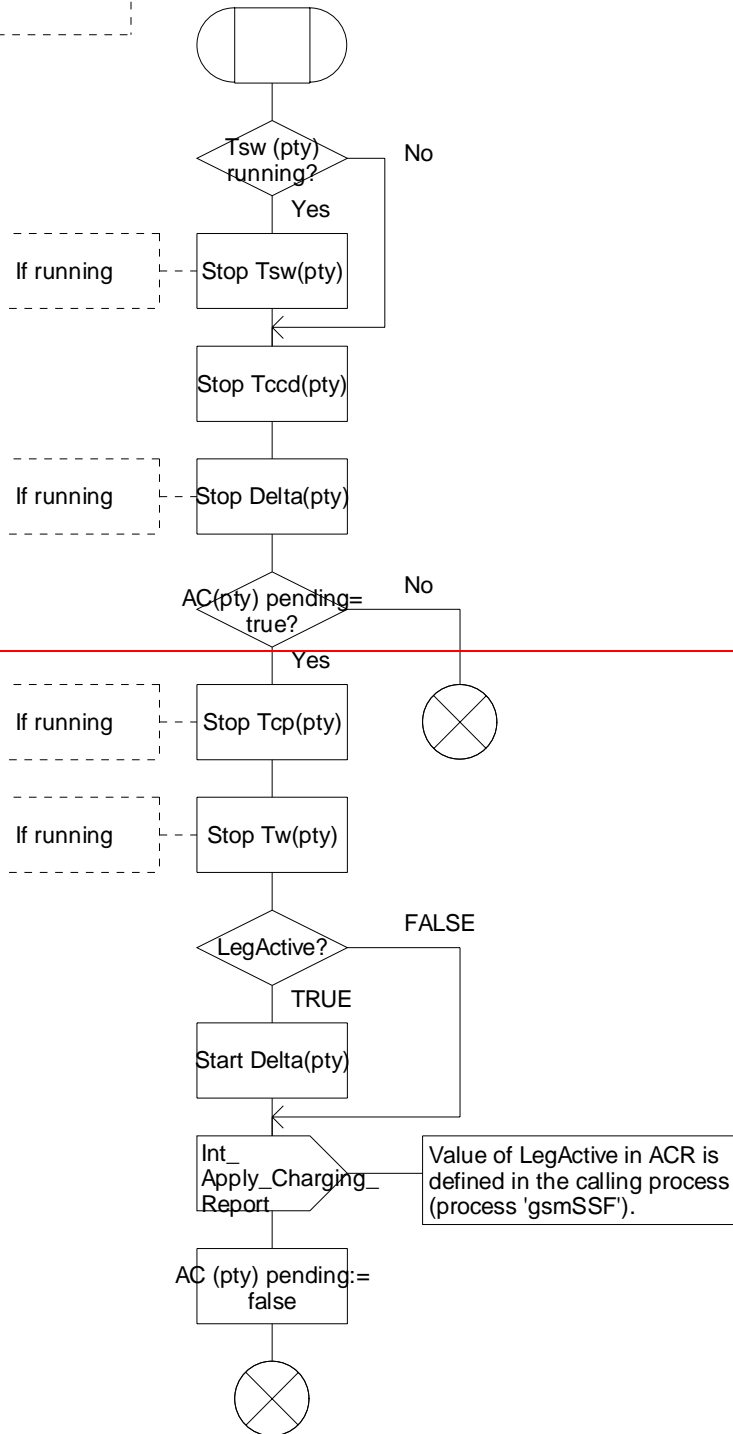 Tsw (pty)
running?
No
Yes
If running
Stop Tsw(pty)
Stop Tccd(pty)
If running
Stop Delta(pty)
AC(pty) pending=
true?
No
Yes
If running
Stop Tcp(pty)
If running
Stop Tw(pty)
LegActive?
FALSE
TRUE
Start Delta(pty)
Int_
Apply_Charging_
Report
Value of LegActive in ACR is
defined in the calling process
(process 'gsmSSF').
AC (pty) pending:=
false